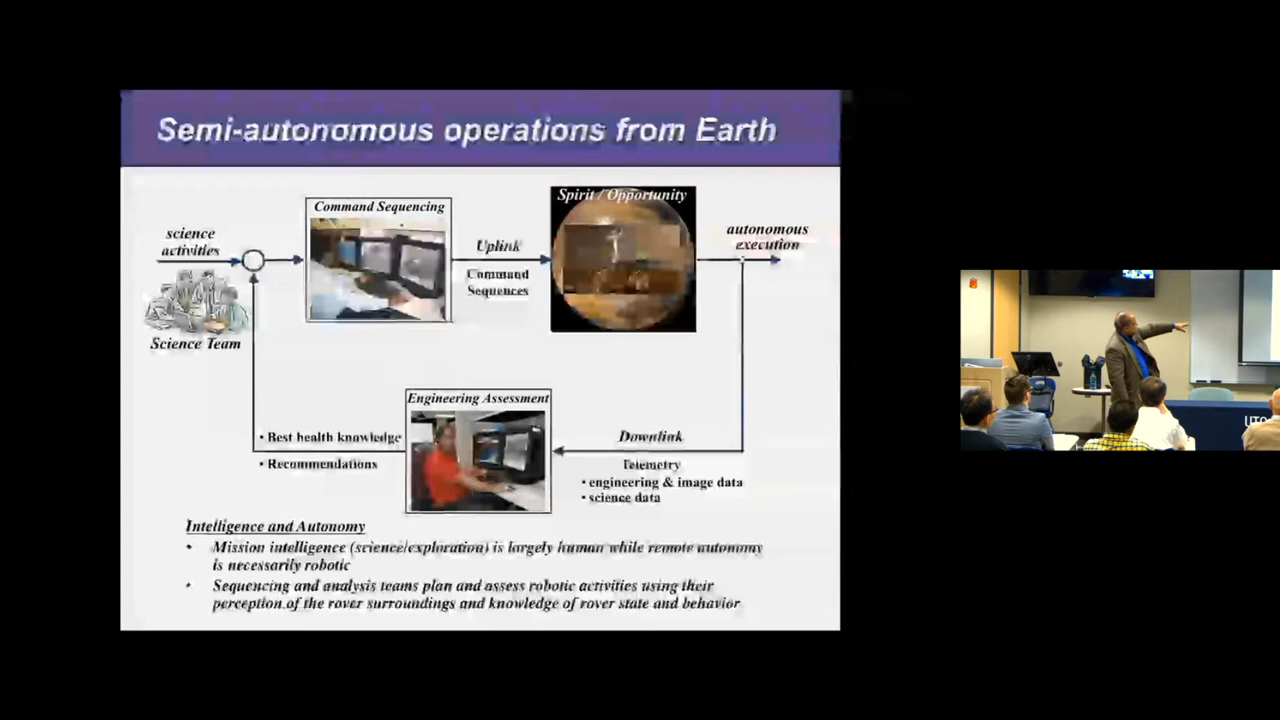 Semi-autonomous operations from Earth
science
activities
Science Team
Command Sequencing
Uplink
Command
Sequences
Spirit / Opportunity
autonomous
execution
Engineering Assessment
• Best health knowledge
• Recommendations
Downlink
Telemetry
• engineering & image data
• science data
Intelligence and Autonomy
• Mission intelligence (science/exploration) is largely human while remote autonomy
is necessarily robotic
• Sequencing and analysis teams plan and assess robotic activities using their
perception of the rover surroundings and knowledge of rover state and behavior